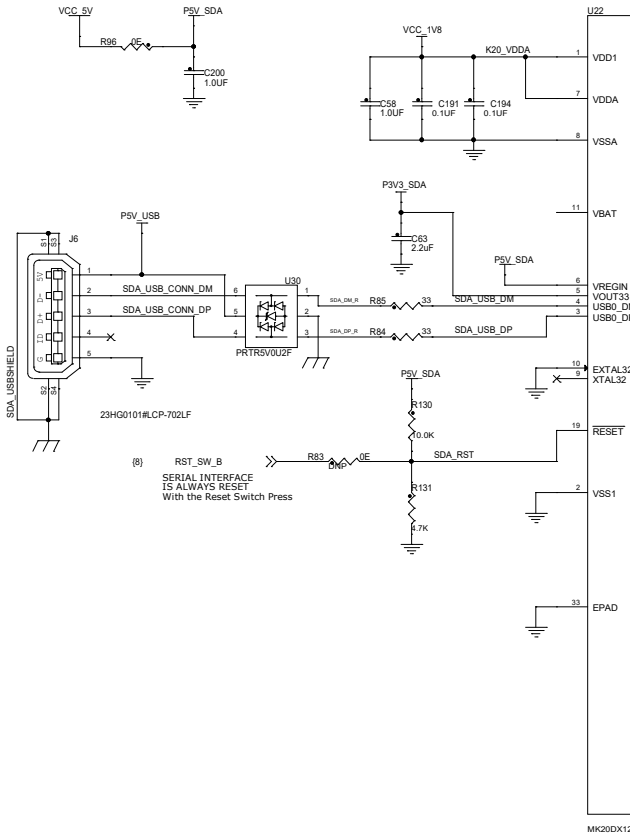 VCC_5V
P5V_SDA
R96
0E
C200
1.0UF
U22
VCC_1V8
K20_VDDA
1
VDD1
7
VDDA
8
VSSA
C58
1.0UF
C191
0.1UF
C194
0.1UF
P3V3_SDA
11
VBAT
C63
2.2uF
P5V_SDA
6
VREGIN
5
VOUT33
4
3
P5V_USB
J6
S1
S3
5V
D-
D+
ID
G
1
2
3
4
5
SDA_USB_CONN_DM
SDA_USB_CONN_DP
U30
6
5
4
1
2
3
PRTR5V0U2F
SDA_DM_R
R85
33
SDA_USB_DM
SDA_DP_R
R84
33
SDA_USB_DP
S2
S4
SDA_USBSHIELD
23HG0101#LCP-702LF
10
EXTAL32
9
XTAL32
P5V_SDA
R130
10.0K
19
RESET
{8}
RST_SW_B
R83
0E
DNP
SDA_RST
SERIAL INTERFACE
IS ALWAYS RESET
With the Reset Switch Press
R131
4.7K
2
VSS1
33
EPAD